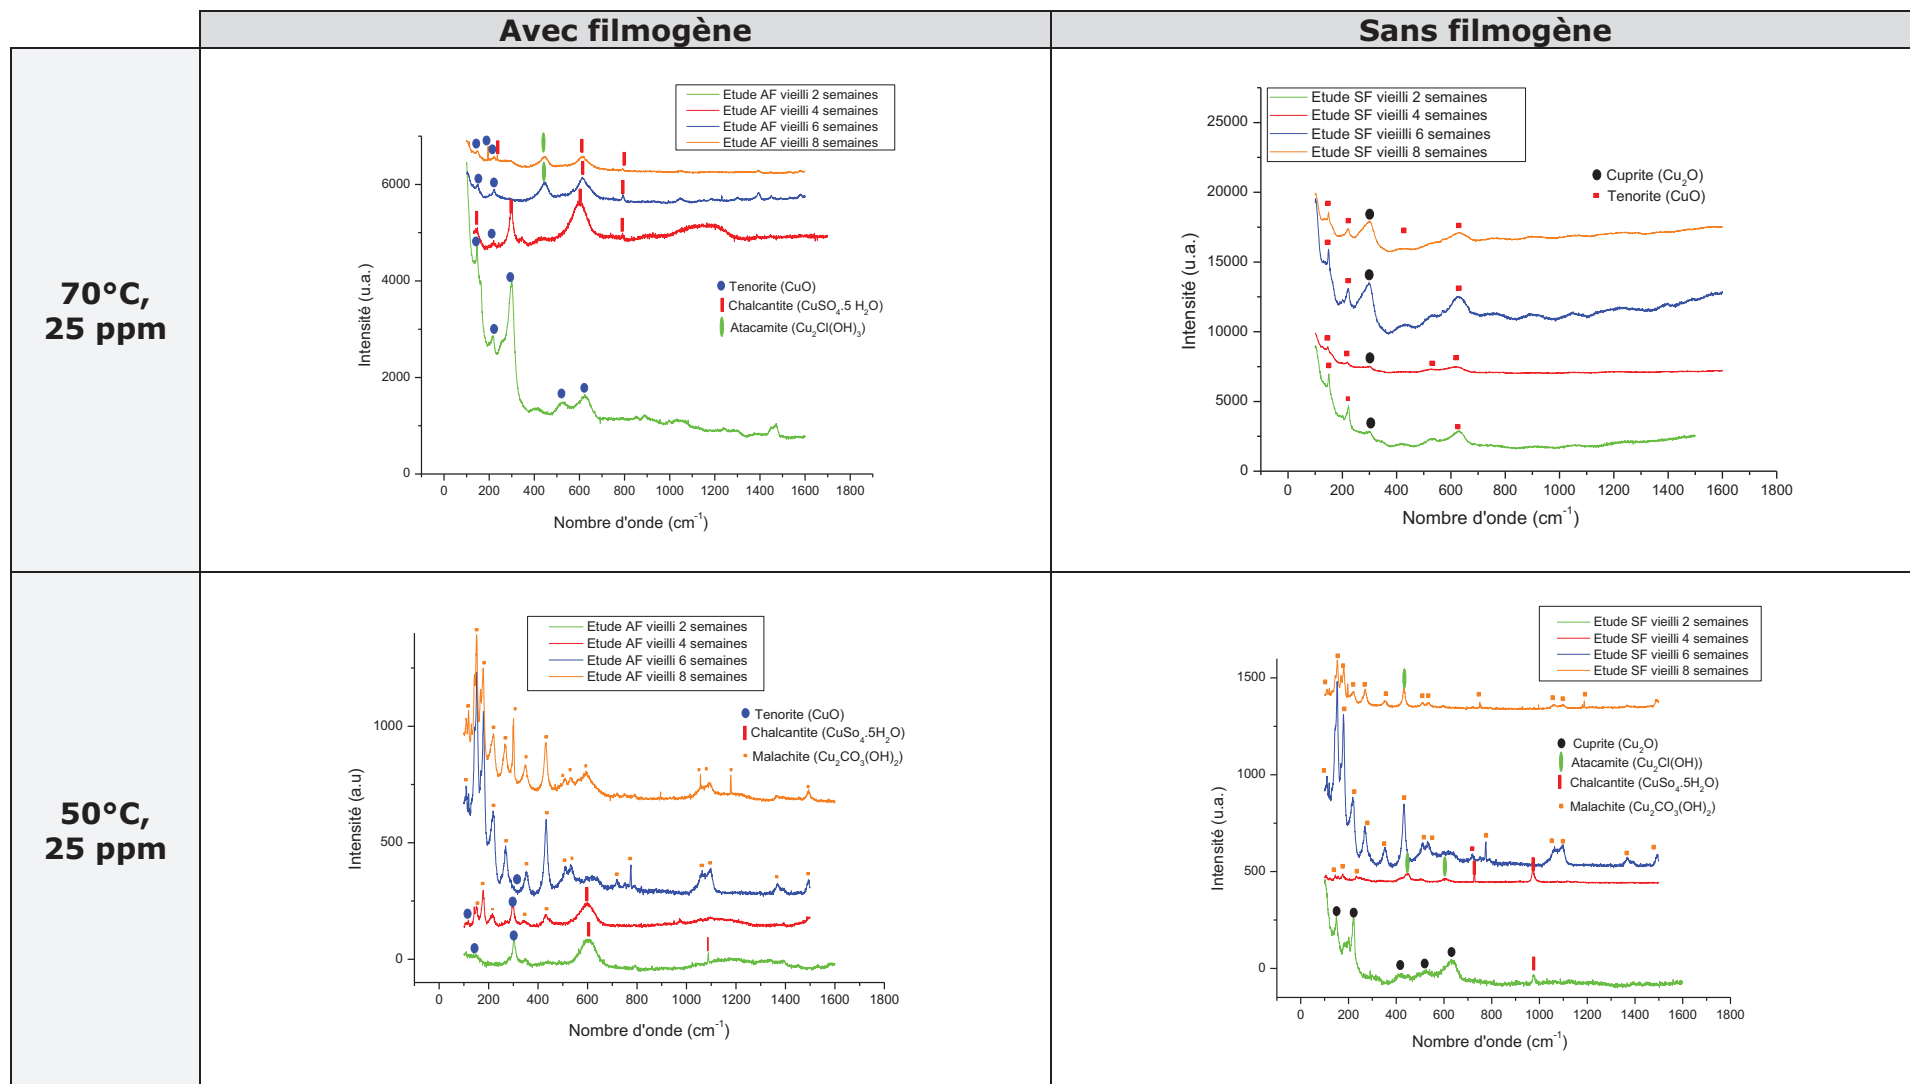 Avec filmogène
Sans filmogène
70°C,
25 ppm
Etude AF vieilli 2 semaines
Etude AF vieilli 4 semaines
Etude AF vieilli 6 semaines
Etude AF vieilli 8 semaines
Tenorite (CuO)
Chalcantite (CuSO4.5 H2O)
Atacamite (Cu2Cl(OH)3)
Intensité (u.a.)
6000
4000
2000
0
0 200 400 600 800 1000 1200 1400 1600 1800
Nombre d'onde (cm-1)
Etude SF vieilli 2 semaines
Etude SF vieilli 4 semaines
Etude SF vieiilli 6 semaines
Etude SF vieilli 8 semaines
Cuprite (Cu2O)
Tenorite (CuO)
Intensité (u.a.)
25000
20000
15000
10000
5000
0
0 200 400 600 800 1000 1200 1400 1600 1800
Nombre d'onde (cm-1)
50°C,
25 ppm
Etude AF vieilli 2 semaines
Etude AF vieilli 4 semaines
Etude AF vieilli 6 semaines
Etude AF vieilli 8 semaines
Tenorite (CuO)
Chalcantite (CuSo4.5H2O)
Malachite (Cu2CO3(OH)2)
Intensité (a.u)
1000
500
0
0 200 400 600 800 1000 1200 1400 1600 1800
Nombre d'onde (cm-1)
Etude SF vieilli 2 semaines
Etude SF vieilli 4 semaines
Etude SF vieilli 6 semaines
Etude SF vieilli 8 semaines
Cuprite (Cu2O)
Atacamite (Cu2Cl(OH))
Chalcantite (CuSo4.5H2O)
Malachite (Cu2CO3(OH)2)
Intensité (u.a.)
1500
1000
500
0
0 200 400 600 800 1000 1200 1400 1600 1800
Nombre d'onde (cm-1)